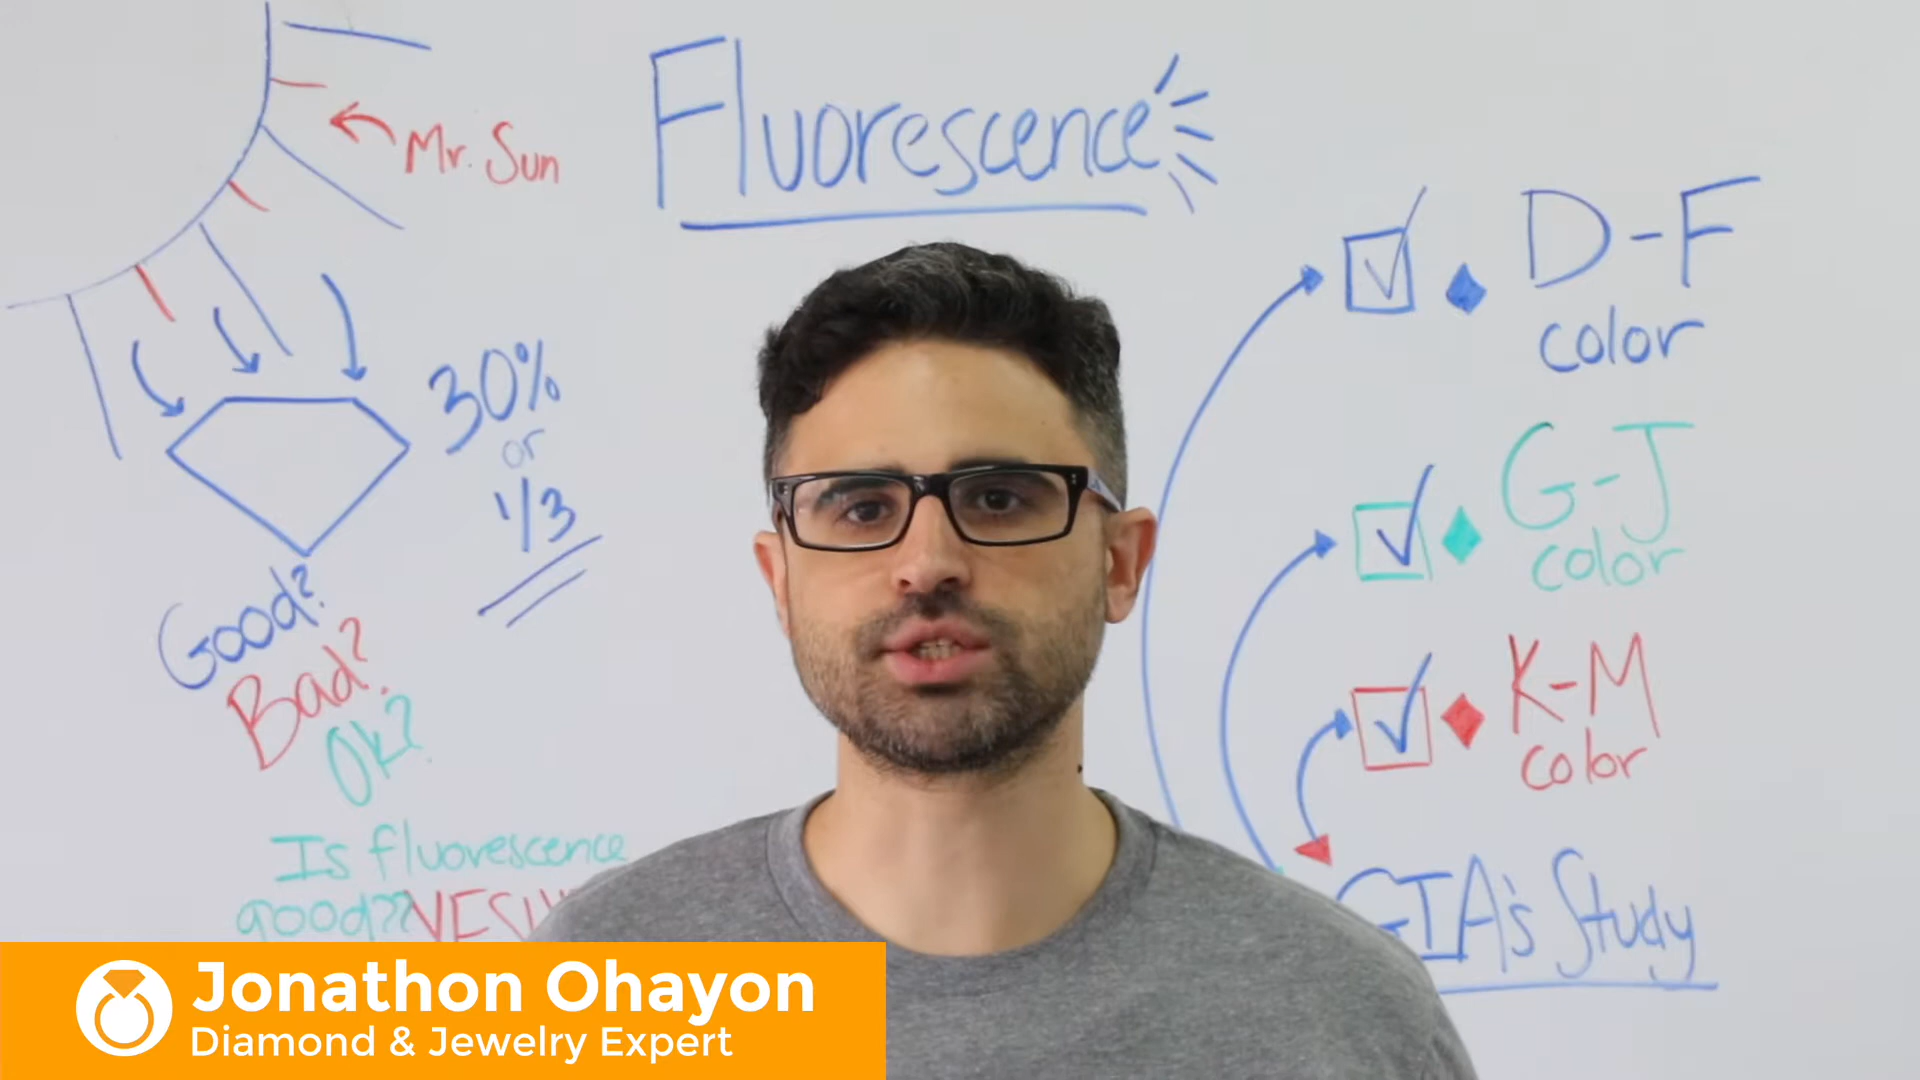 Fluorescence
Mr. Sun
30%
or
1/3
Good?
Bad?
Ok?
Is fluorescence
good??
D-F
color
G-J
color
K-M
color
GIA's Study
Jonathon Ohayon
Diamond & Jewelry Expert